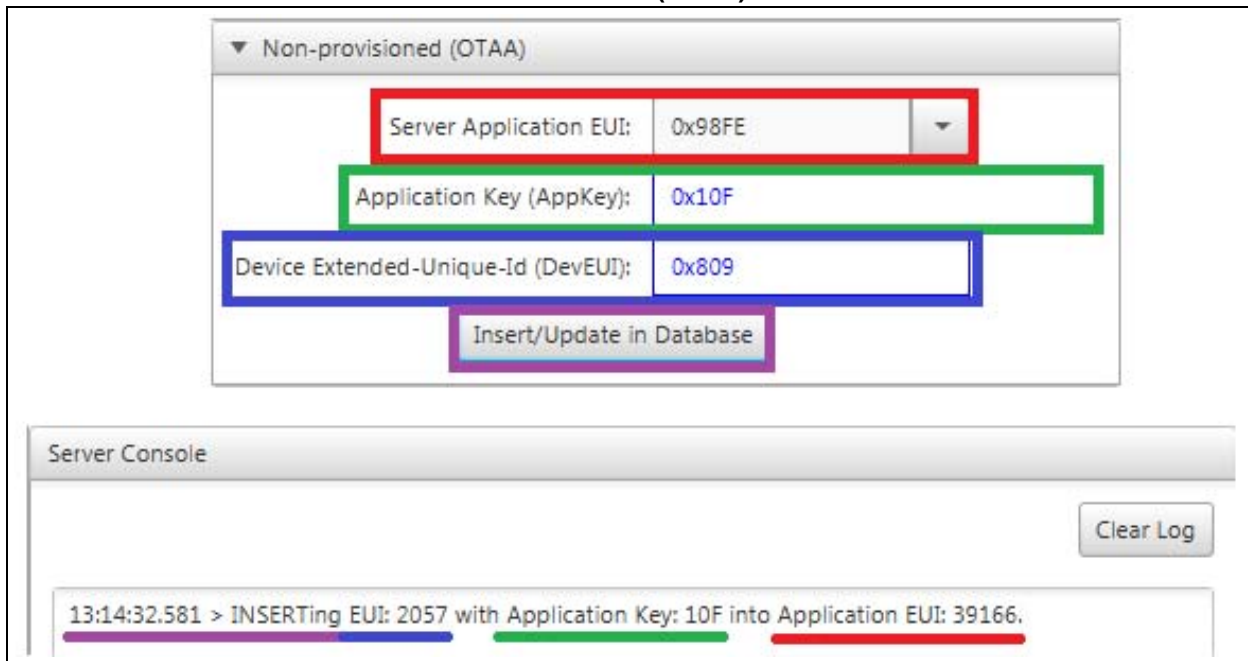 ▼ Non-provisioned (OTAA)
Server Application EUI: 0x98FE
Application Key (AppKey): 0x10F
Device Extended-Unique-Id (DevEUI): 0x809
Insert/Update in Database
Server Console
Clear Log
13:14:32.581 > INSERTing EUI: 2057 with Application Key: 10F into Application EUI: 39166.